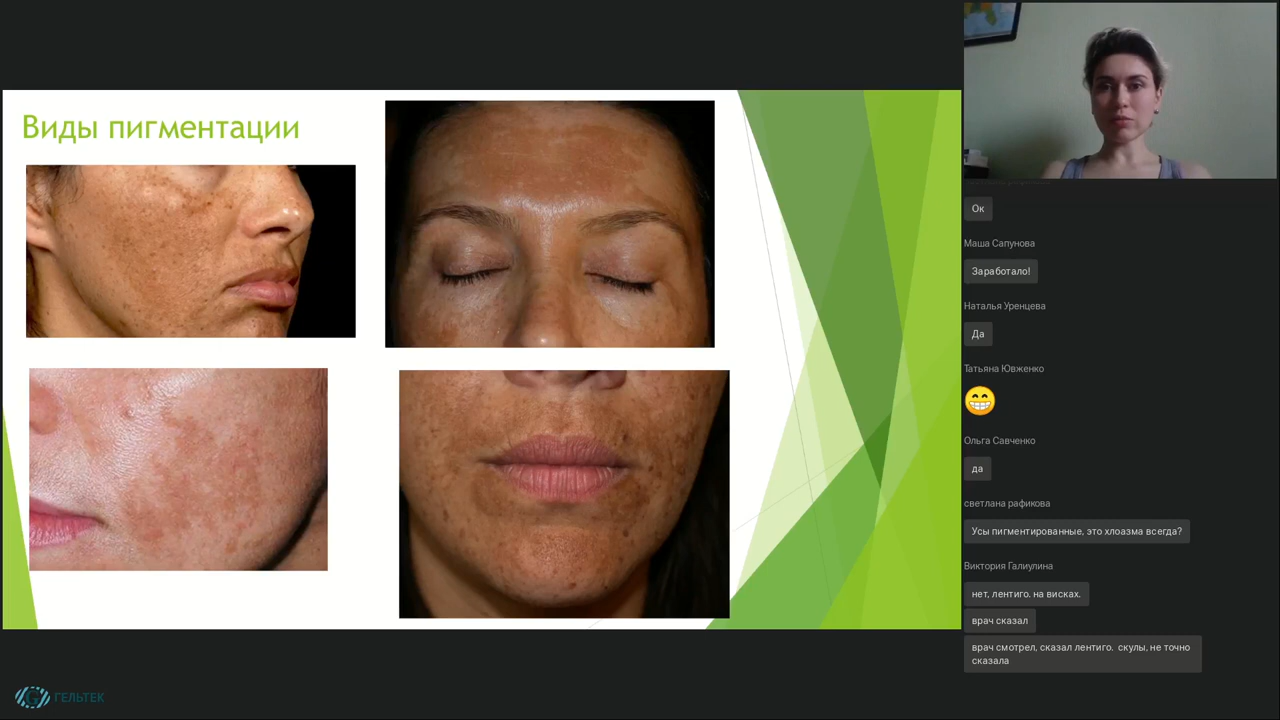 Виды пигментации
Ок
Маша Сапунова
Заработало!
Наталья Уренцева
Да
Татьяна Ювженко
Ольга Савченко
да
светлана рафикова
Усы пигментированные, это хлоазма всегда?
Виктория Галиулина
нет, лентиго. на висках.
врач сказал
врач смотрел, сказал лентиго. скулы, не точно
сказала
ГЕЛЬТЕК